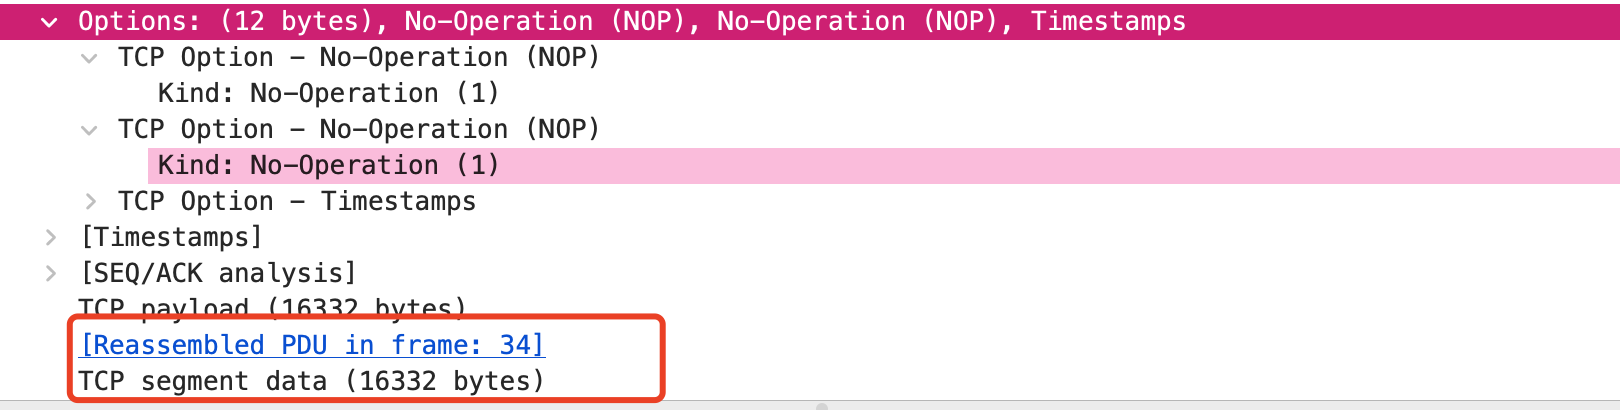 Options: (12 bytes), No-Operation (NOP), No-Operation (NOP), Timestamps
TCP Option - No-Operation (NOP)
Kind: No-Operation (1)
TCP Option - No-Operation (NOP)
Kind: No-Operation (1)
TCP Option - Timestamps
[Timestamps]
[SEQ/ACK analysis]
TCP payload (16332 bytes)
[Reassembled PDU in frame: 34]
TCP segment data (16332 bytes)